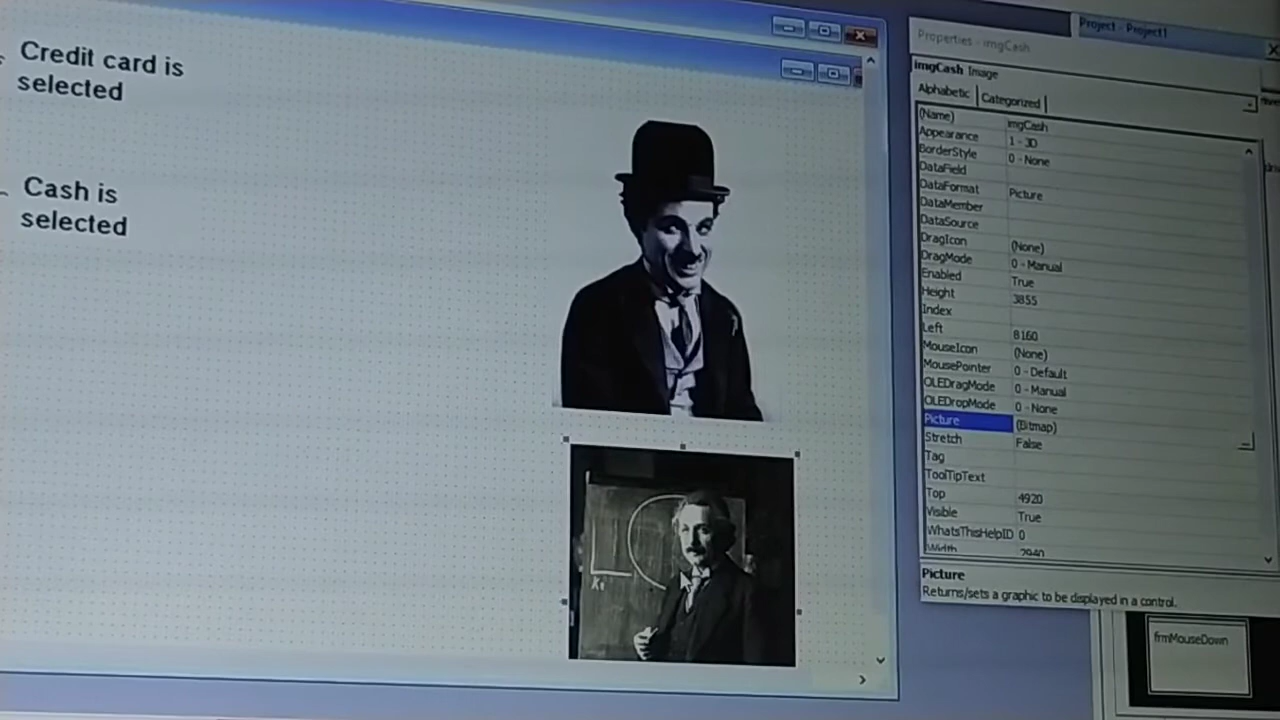 Credit card is
selected
Cash is
selected
Project - Project1
Properties - imgCash
imgCash Image
Alphabetic Categorized
(Name) imgCash
Appearance 1 - 3D
BorderStyle 0 - None
DataField
DataFormat Picture
DataMember
DataSource
DragIcon (None)
DragMode 0 - Manual
Enabled True
Height 3855
Index
Left 8160
MouseIcon (None)
MousePointer 0 - Default
OLEDragMode 0 - Manual
OLEDropMode 0 - None
Picture (Bitmap)
Stretch False
Tag
ToolTipText
Top 4920
Visible True
WhatsThisHelpID 0
Width 2940
Picture
Returns/sets a graphic to be displayed in a control.
frmMouseDown